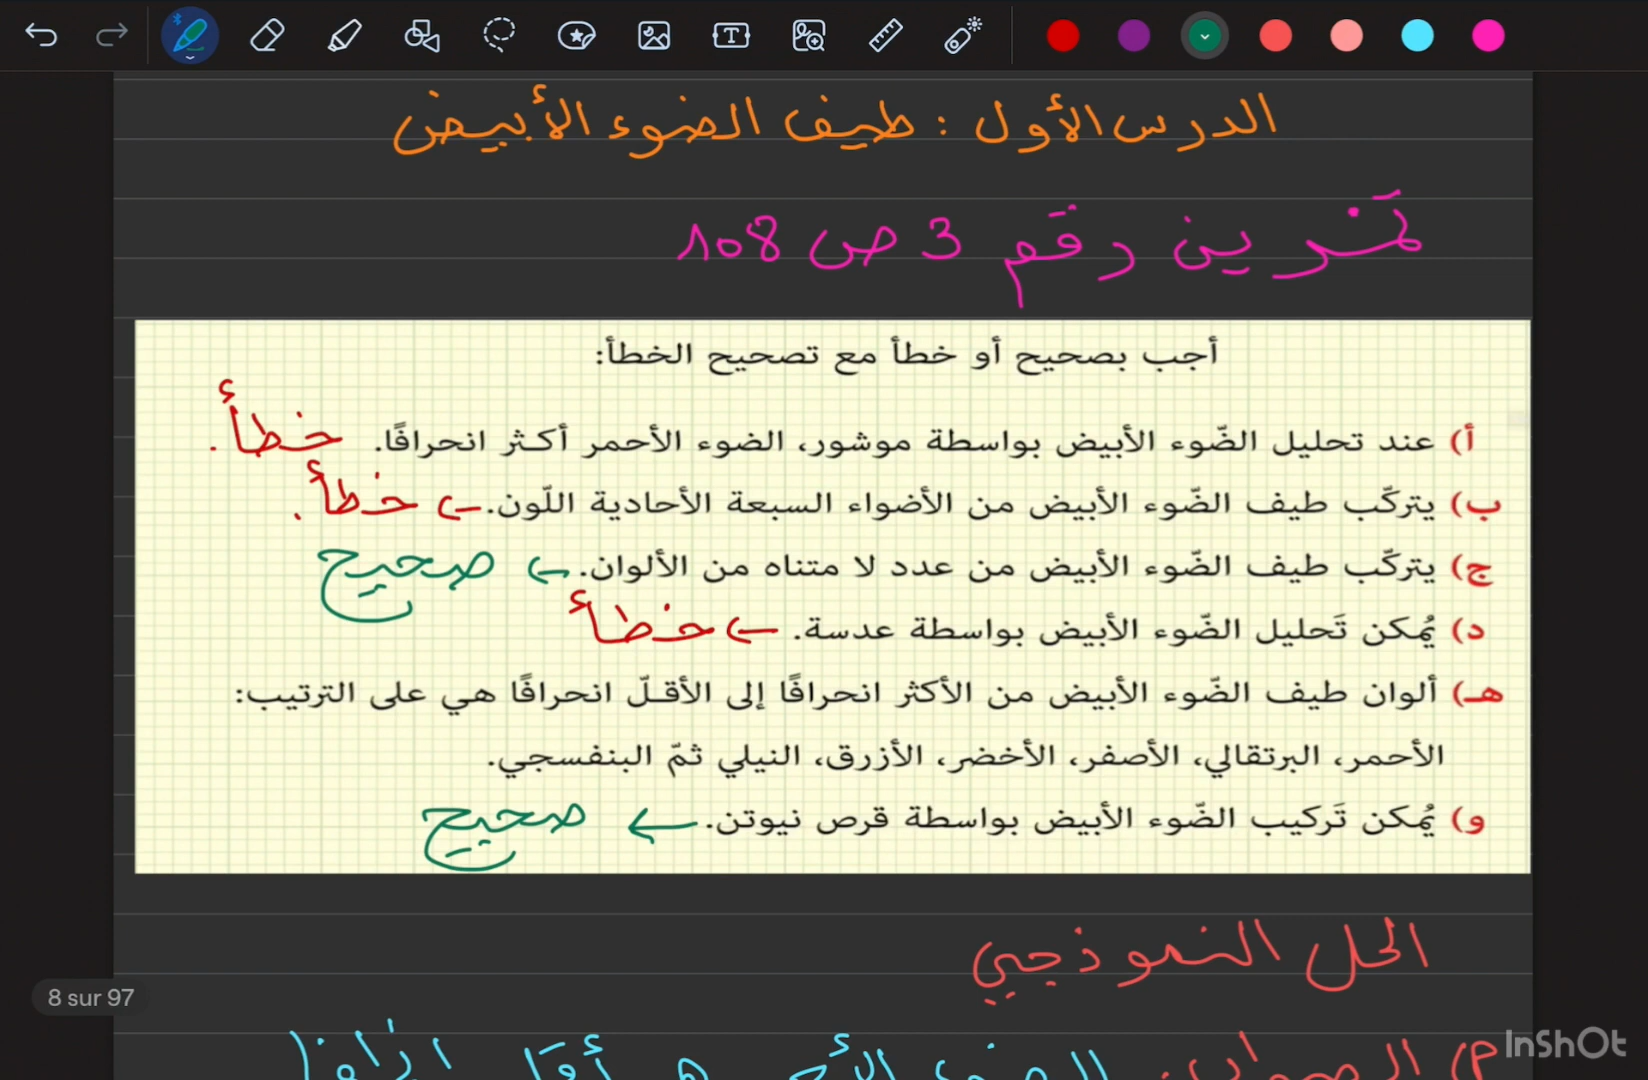 الدرس الأول : طيف الضوء الأبيض
تمرين رقم 3 ص 108
أجب بصحيح أو خطأ مع تصحيح الخطأ:
أ) عند تحليل الضّوء الأبيض بواسطة موشور، الضوء الأحمر أكثر انحرافًا. خطأ.
ب) يتركّب طيف الضّوء الأبيض من الأضواء السبعة الأحادية اللّون. ← خطأ.
ج) يتركّب طيف الضّوء الأبيض من عدد لا متناه من الألوان. ← صحيح
د) يُمكن تَحليل الضّوء الأبيض بواسطة عدسة. ← خطأ
هـ) ألوان طيف الضّوء الأبيض من الأكثر انحرافًا إلى الأقلّ انحرافًا هي على الترتيب:
الأحمر، البرتقالي، الأصفر، الأخضر، الأزرق، النيلي ثمّ البنفسجي.
و) يُمكن تَركيب الضّوء الأبيض بواسطة قرص نيوتن. ← صحيح
الحل النموذجي
8 sur 97
InShOt